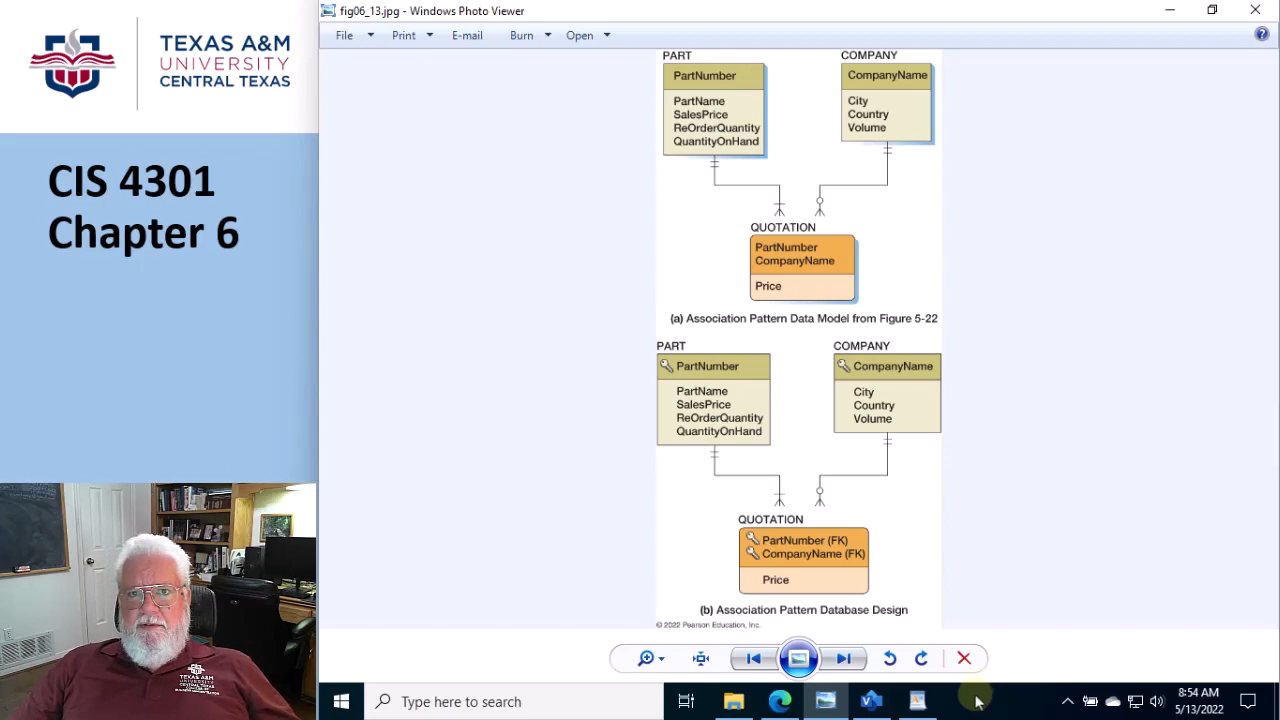 TEXAS A&M
UNIVERSITY
CENTRAL TEXAS
CIS 4301
Chapter 6
fig06_13.jpg - Windows Photo Viewer
File Print E-mail Burn Open
PART COMPANY
PartNumber CompanyName
PartName City
SalesPrice Country
ReOrderQuantity Volume
QuantityOnHand
QUOTATION
PartNumber
CompanyName
Price
(a) Association Pattern Data Model from Figure 5-22
PART COMPANY
PartNumber CompanyName
PartName City
SalesPrice Country
ReOrderQuantity Volume
QuantityOnHand
QUOTATION
PartNumber (FK)
CompanyName (FK)
Price
(b) Association Pattern Database Design
© 2022 Pearson Education, Inc.
TEXAS A&M
Type here to search
8:54 AM
5/13/2022